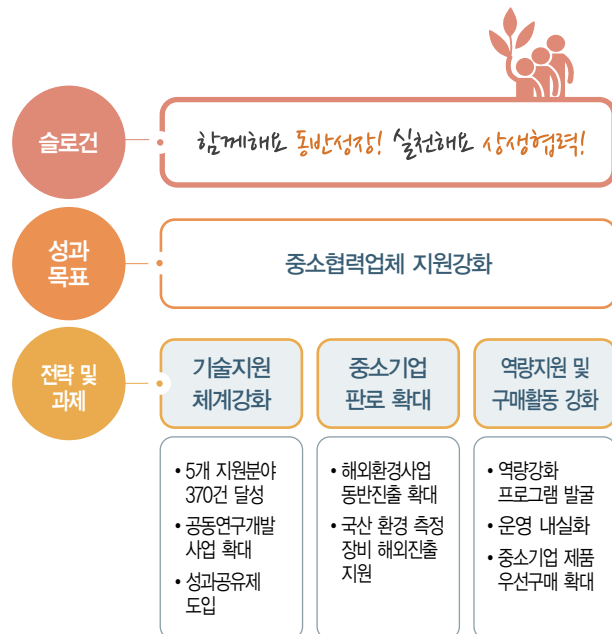 슬로건
함께해요 동반성장! 실천해요 상생협력!
성과
목표
중소협력업체 지원강화
전략 및
과제
기술지원
체계강화
• 5개 지원분야
370건 달성
• 공동연구개발
사업 확대
• 성과공유제
도입
중소기업
판로 확대
• 해외환경사업
동반진출 확대
• 국산 환경 측정
장비 해외진출
지원
역량지원 및
구매활동 강화
• 역량강화
프로그램 발굴
• 운영 내실화
• 중소기업 제품
우선구매 확대